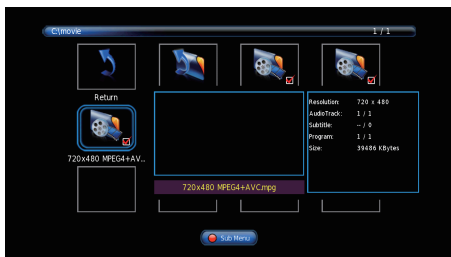 C:\movie
1 / 1
Return
Resolution: 720 x 480
AudioTrack: 1 / 1
Subtitle: -- / 0
Program: 1 / 1
Size: 39486 KBytes
720x480 MPEG4+AV..
720x480 MPEG4+AVC.mpg
Sub Menu